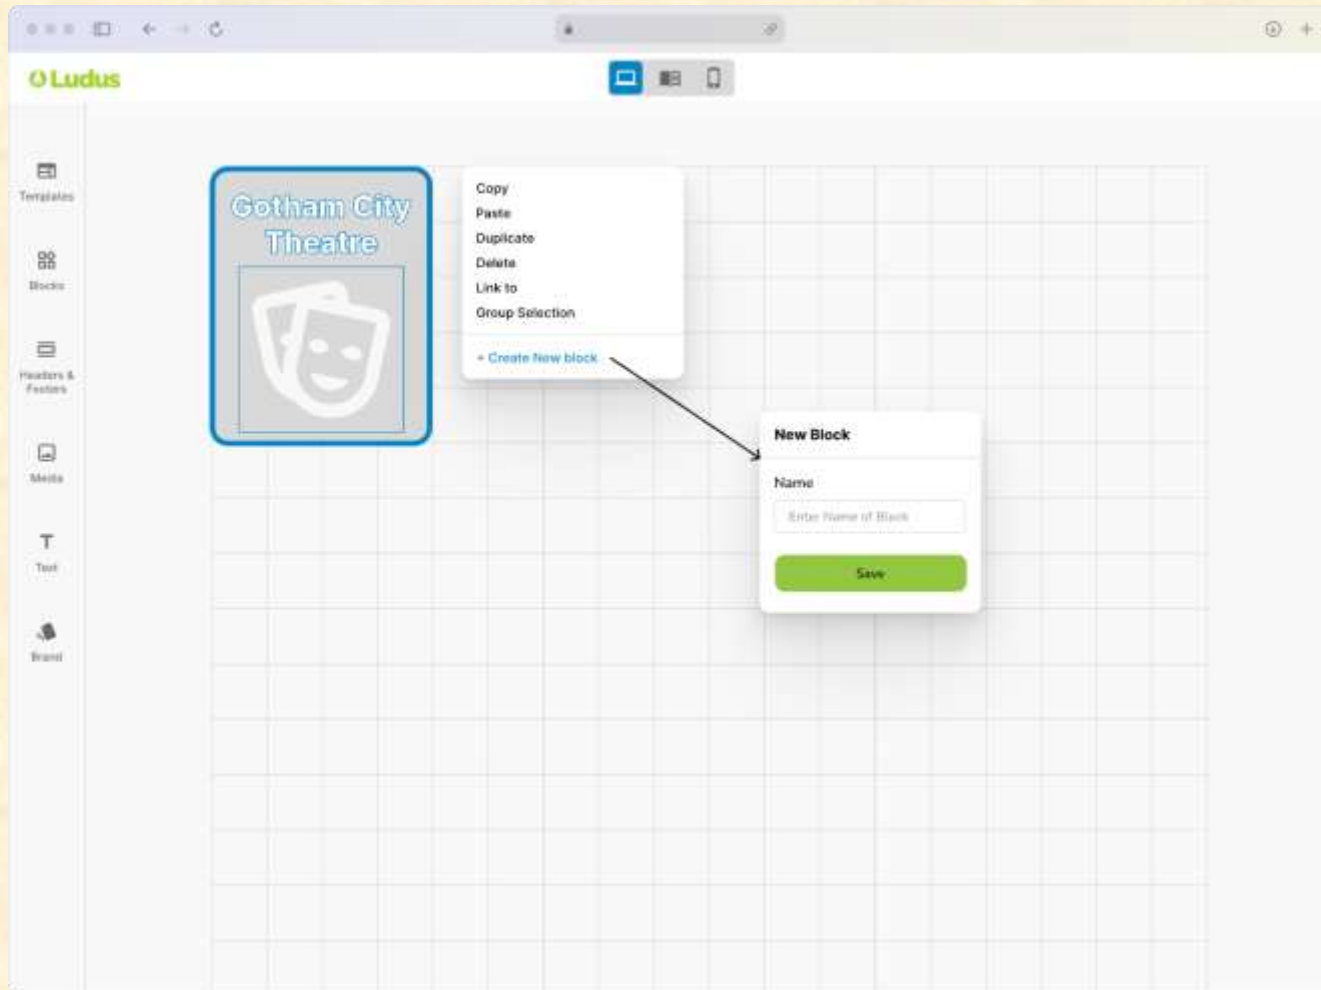 Ludus
Templates
Blocks
Headers &
Footers
Media
Text
Brand
Gotham City
Theatre
Copy
Paste
Duplicate
Delete
Link to
Group Selection
+ Create New block
New Block
Name
Enter Name of Block
Save